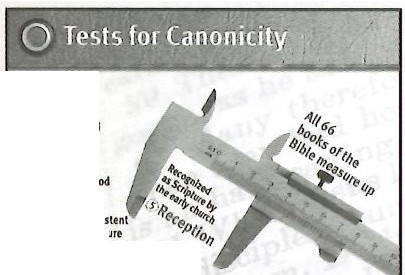 Tests for Canonicity
All 66
books of the
Bible measure up
Recognized
as Scripture by
the early church
5 Reception
od
stent
ure